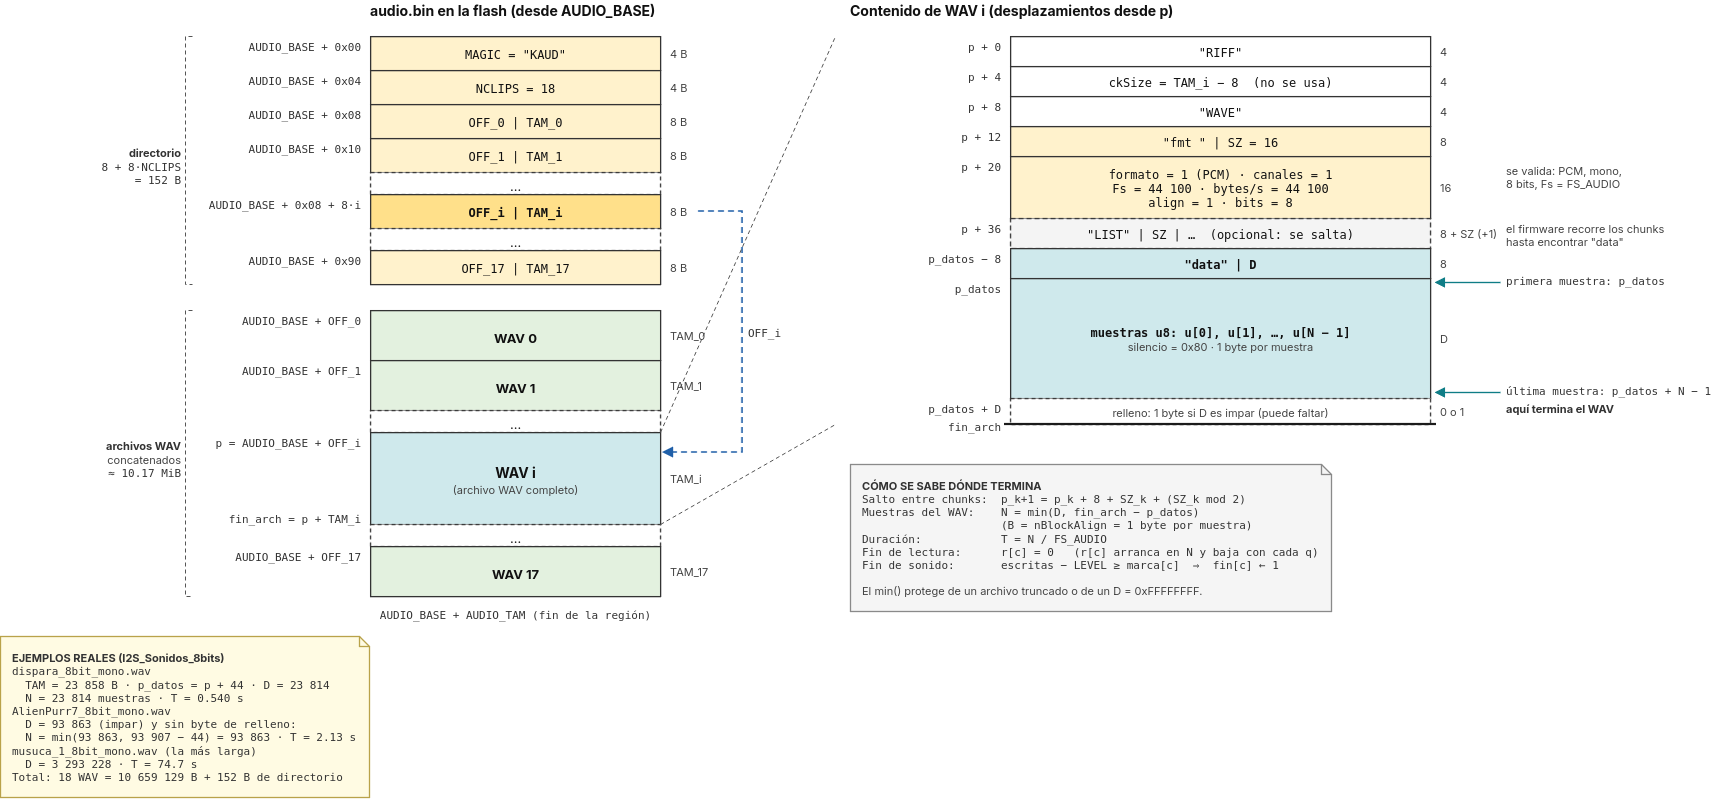 audio.bin en la flash (desde AUDIO_BASE)
AUDIO_BASE + 0x00
MAGIC = "KAUD"
4 B
AUDIO_BASE + 0x04
NCLIPS = 18
4 B
AUDIO_BASE + 0x08
OFF_0 | TAM_0
8 B
AUDIO_BASE + 0x10
OFF_1 | TAM_1
8 B
directorio
8 + 8·NCLIPS
= 152 B
...
AUDIO_BASE + 0x08 + 8·i
OFF_i | TAM_i
8 B
...
AUDIO_BASE + 0x90
OFF_17 | TAM_17
8 B
AUDIO_BASE + OFF_0
WAV 0
TAM_0
OFF_i
AUDIO_BASE + OFF_1
WAV 1
TAM_1
...
archivos WAV
concatenados
≈ 10.17 MiB
p = AUDIO_BASE + OFF_i
WAV i
(archivo WAV completo)
TAM_i
fin_arch = p + TAM_i
...
AUDIO_BASE + OFF_17
WAV 17
TAM_17
AUDIO_BASE + AUDIO_TAM (fin de la región)
Contenido de WAV i (desplazamientos desde p)
p + 0
"RIFF"
4
p + 4
ckSize = TAM_i − 8 (no se usa)
4
p + 8
"WAVE"
4
p + 12
"fmt " | SZ = 16
8
p + 20
formato = 1 (PCM) · canales = 1
Fs = 44 100 · bytes/s = 44 100
align = 1 · bits = 8
16
se valida: PCM, mono,
8 bits, Fs = FS_AUDIO
p + 36
"LIST" | SZ | … (opcional: se salta)
8 + SZ (+1)
el firmware recorre los chunks
hasta encontrar "data"
p_datos − 8
"data" | D
8
p_datos
primera muestra: p_datos
muestras u8: u[0], u[1], …, u[N − 1]
silencio = 0x80 · 1 byte por muestra
D
última muestra: p_datos + N − 1
p_datos + D
relleno: 1 byte si D es impar (puede faltar)
0 o 1
aquí termina el WAV
fin_arch
CÓMO SE SABE DÓNDE TERMINA
Salto entre chunks: p_k+1 = p_k + 8 + SZ_k + (SZ_k mod 2)
Muestras del WAV: N = min(D, fin_arch − p_datos)
(B = nBlockAlign = 1 byte por muestra)
Duración: T = N / FS_AUDIO
Fin de lectura: r[c] = 0 (r[c] arranca en N y baja con cada q)
Fin de sonido: escritas − LEVEL ≥ marca[c] ⇒ fin[c] ← 1
El min() protege de un archivo truncado o de un D = 0xFFFFFFFF.
EJEMPLOS REALES (I2S_Sonidos_8bits)
dispara_8bit_mono.wav
TAM = 23 858 B · p_datos = p + 44 · D = 23 814
N = 23 814 muestras · T = 0.540 s
AlienPurr7_8bit_mono.wav
D = 93 863 (impar) y sin byte de relleno:
N = min(93 863, 93 907 − 44) = 93 863 · T = 2.13 s
musuca_1_8bit_mono.wav (la más larga)
D = 3 293 228 · T = 74.7 s
Total: 18 WAV = 10 659 129 B + 152 B de directorio